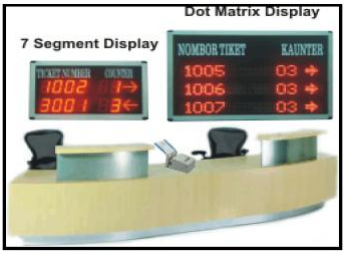 Dot Matrix Display
7 Segment Display
TICKET NUMBER COUNTER
1002 1→
3001 3←
NOMBOR TIKET KAUNTER
1005 03 →
1006 03 →
1007 03 →